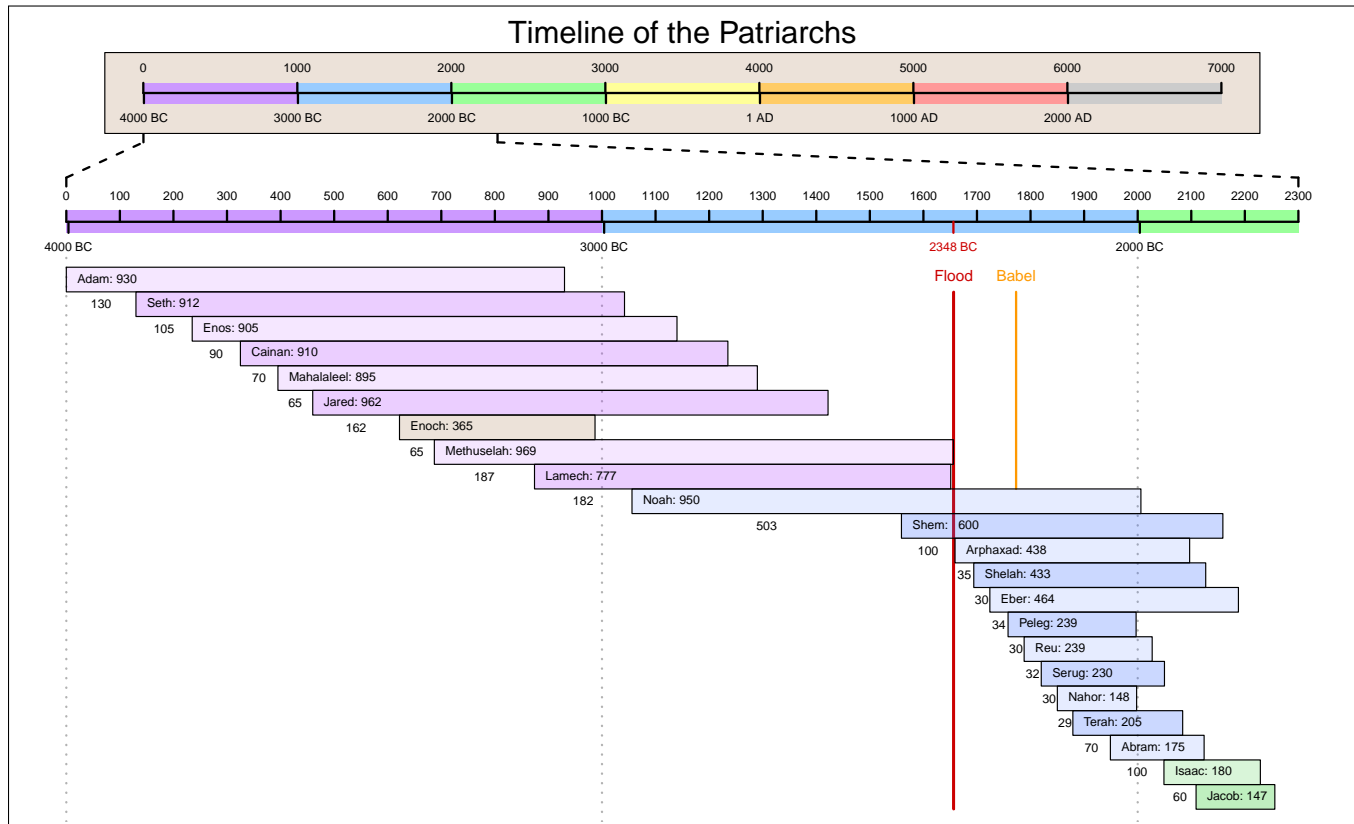 Timeline of the Patriarchs
0 1000 2000 3000 4000 5000 6000 7000
4000 BC 3000 BC 2000 BC 1000 BC 1 AD 1000 AD 2000 AD
0 100 200 300 400 500 600 700 800 900 1000 1100 1200 1300 1400 1500 1600 1700 1800 1900 2000 2100 2200 2300
4000 BC 3000 BC 2348 BC 2000 BC
Flood Babel
Adam: 930
130 Seth: 912
105 Enos: 905
90 Cainan: 910
70 Mahalaleel: 895
65 Jared: 962
162 Enoch: 365
65 Methuselah: 969
187 Lamech: 777
182 Noah: 950
503 Shem: 600
100 Arphaxad: 438
35 Shelah: 433
30 Eber: 464
34 Peleg: 239
30 Reu: 239
32 Serug: 230
30 Nahor: 148
29 Terah: 205
70 Abram: 175
100 Isaac: 180
60 Jacob: 147